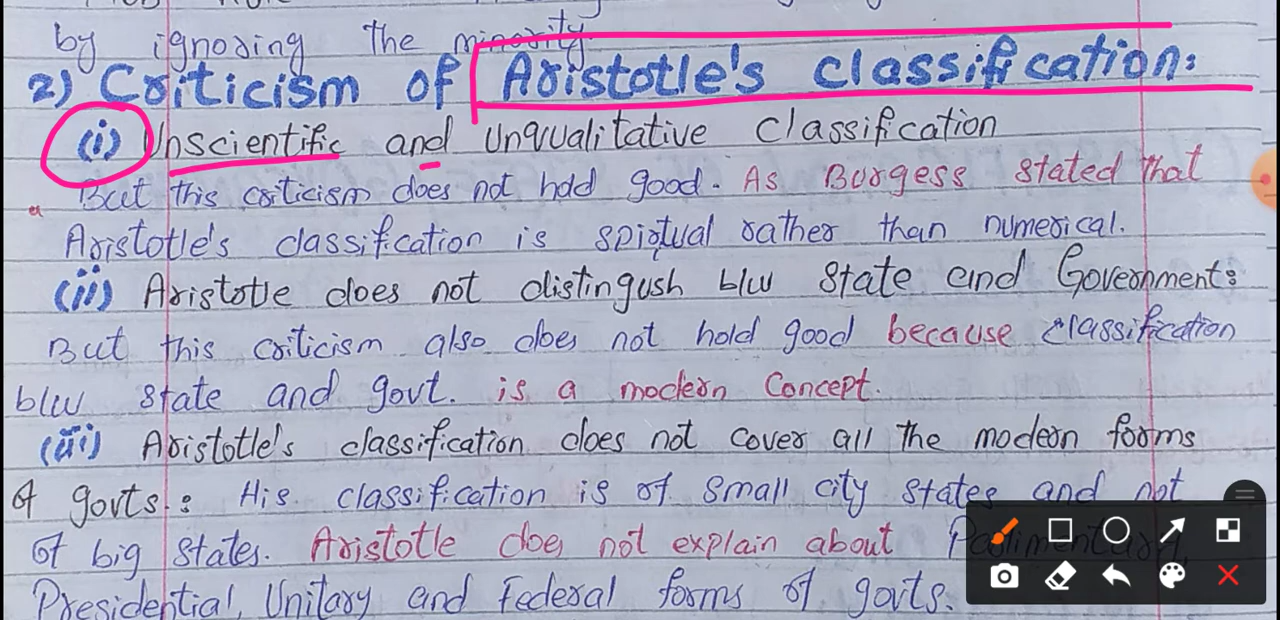 by ignoring the minority.
2) Criticism of Aristotle's classification:
(i) Unscientific and Unqualitative Classification
But this criticism does not hold good. As Burgess stated that
Aristotle's classification is spirtual rather than numerical.
(ii) Aristotle does not distingush b/w State and Government:
But this criticism also does not hold good because classification
b/w state and govt. is a modern Concept.
(iii) Aristotle's classification does not cover all the modern forms
of govts.: His classification is of small city states and not
of big states. Aristotle does not explain about Parlimentary,
Presidential, Unitary and Federal forms of govts.